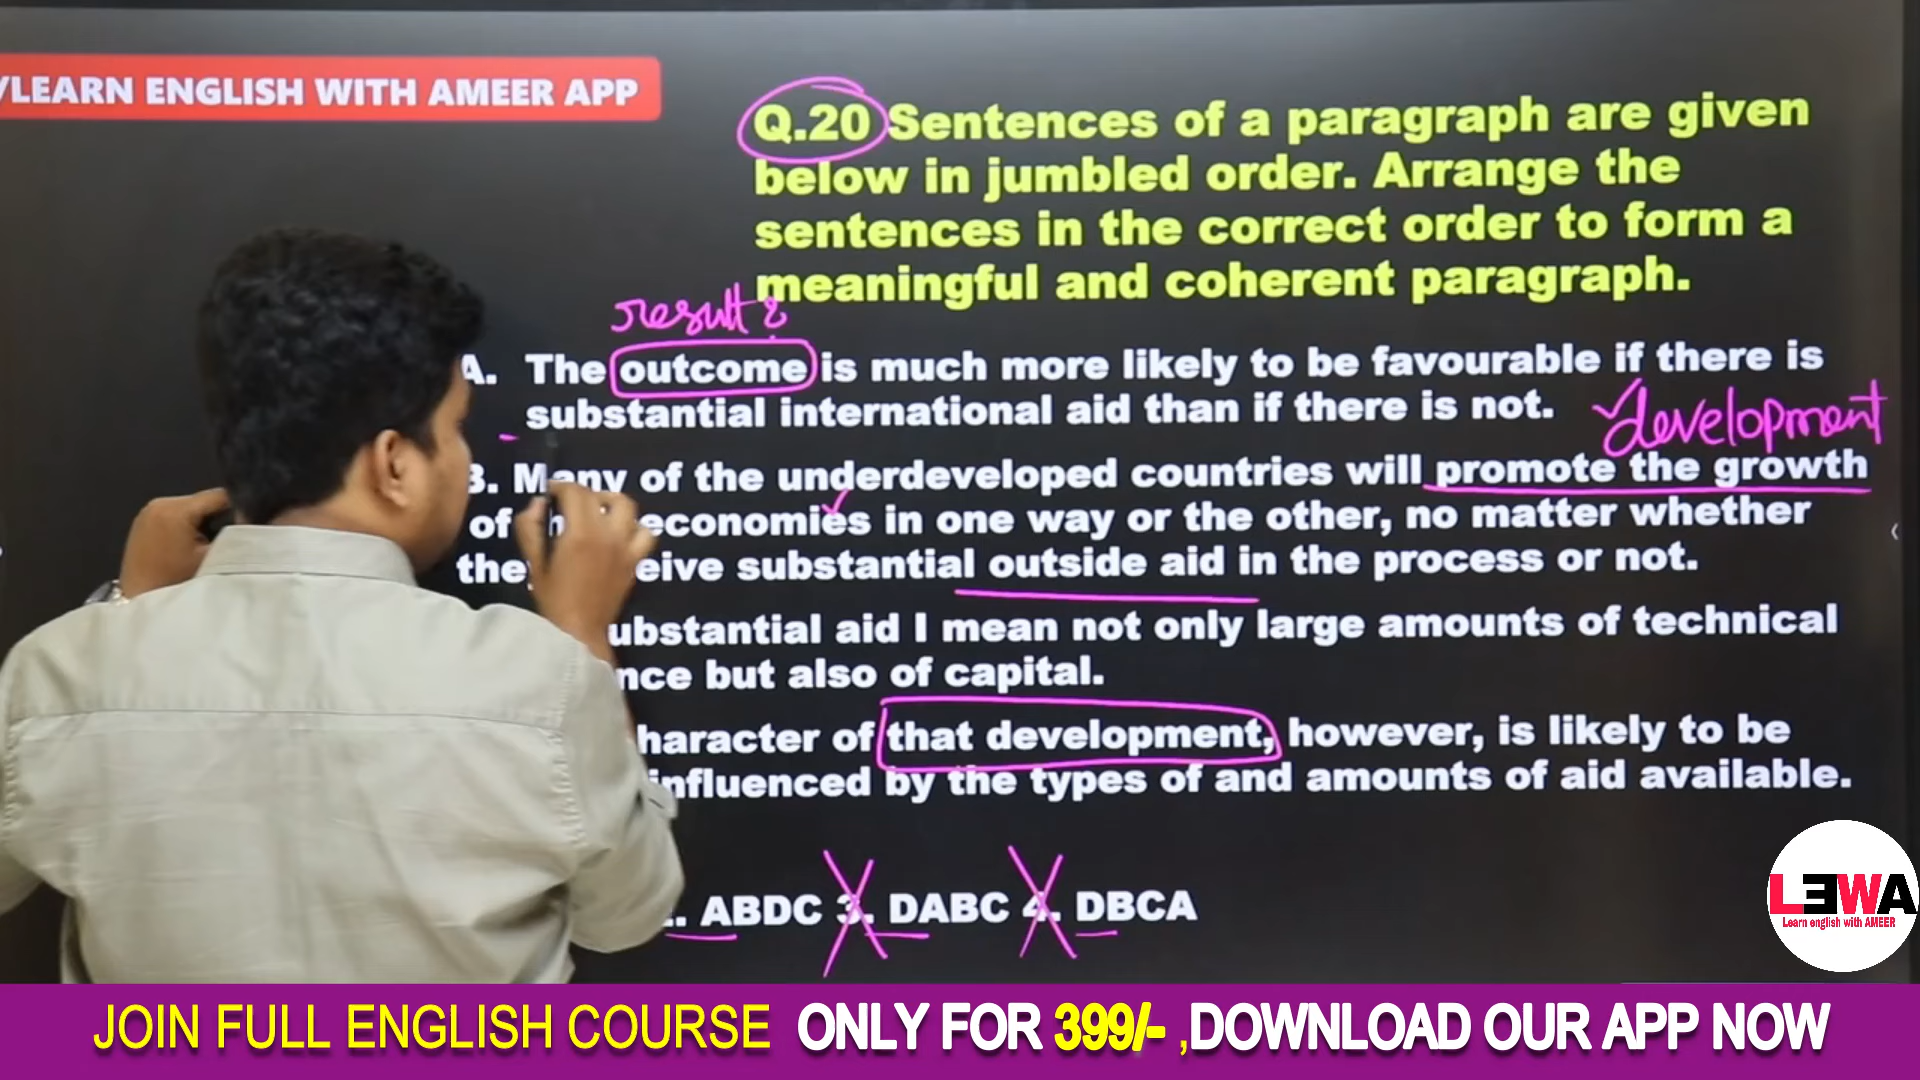 /LEARN ENGLISH WITH AMEER APP
Q.20 Sentences of a paragraph are given
below in jumbled order. Arrange the
sentences in the correct order to form a
meaningful and coherent paragraph.
result
A. The outcome is much more likely to be favourable if there is
substantial international aid than if there is not.
development
B. Many of the underdeveloped countries will promote the growth
of economies in one way or the other, no matter whether
substantial outside aid in the process or not.
substantial aid I mean not only large amounts of technical
but also of capital.
character of that development, however, is likely to be
influenced by the types of and amounts of aid available.
ABDC 3. DABC 4. DBCA
LEWA
Learn english with AMEER
JOIN FULL ENGLISH COURSE ONLY FOR 399/- ,DOWNLOAD OUR APP NOW